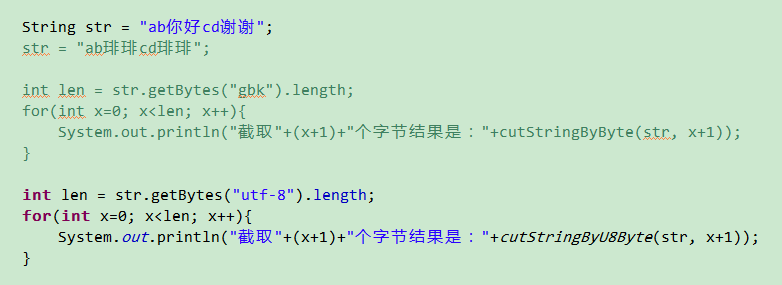 String str = "ab你好cd谢谢";
str = "ab琲琲cd琲琲";
int len = str.getBytes("gbk").length;
for(int x=0; x<len; x++){
System.out.println("截取"+(x+1)+"个字节结果是："+cutStringByByte(str, x+1));
}
int len = str.getBytes("utf-8").length;
for(int x=0; x<len; x++){
System.out.println("截取"+(x+1)+"个字节结果是："+cutStringByU8Byte(str, x+1));
}